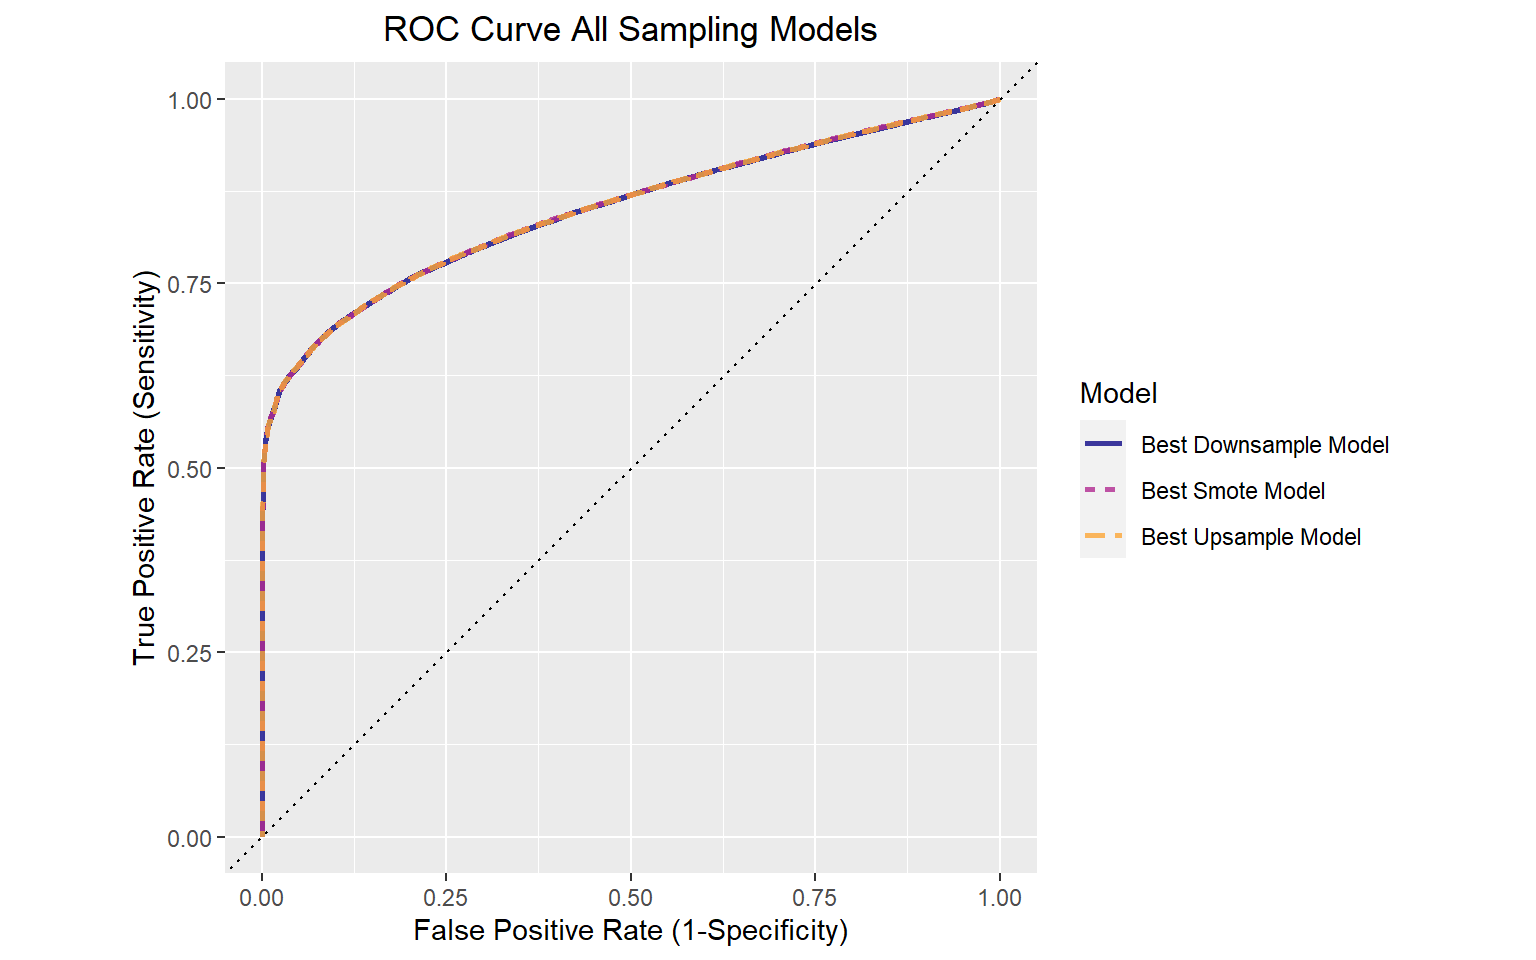 ROC Curve All Sampling Models
True Positive Rate (Sensitivity)
1.00
0.75
0.50
0.25
0.00
0.00 0.25 0.50 0.75 1.00
False Positive Rate (1-Specificity)
Model
Best Downsample Model
Best Smote Model
Best Upsample Model